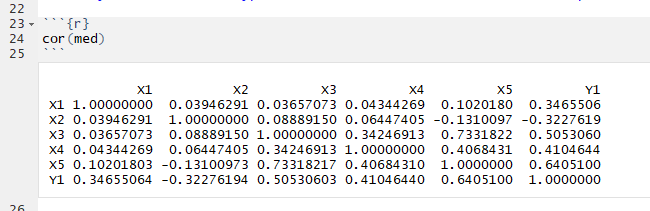 22
23 ```{r}
24 cor(med)
25 ```
X1 X2 X3 X4 X5 Y1
X1 1.00000000 0.03946291 0.03657073 0.04344269 0.1020180 0.3465506
X2 0.03946291 1.00000000 0.08889150 0.06447405 -0.1310097 -0.3227619
X3 0.03657073 0.08889150 1.00000000 0.34246913 0.7331822 0.5053060
X4 0.04344269 0.06447405 0.34246913 1.00000000 0.4068431 0.4104644
X5 0.10201803 -0.13100973 0.73318217 0.40684310 1.0000000 0.6405100
Y1 0.34655064 -0.32276194 0.50530603 0.41046440 0.6405100 1.0000000
26